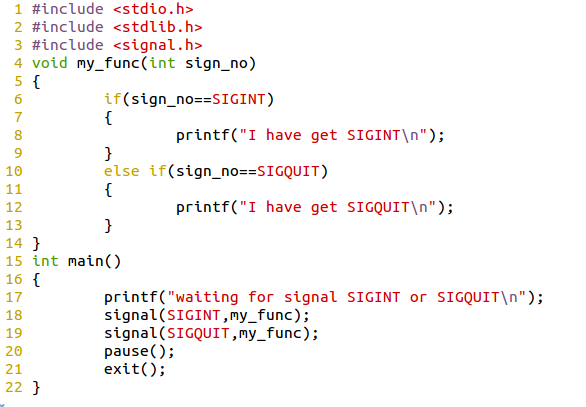 1 #include <stdio.h>
2 #include <stdlib.h>
3 #include <signal.h>
4 void my_func(int sign_no)
5 {
6         if(sign_no==SIGINT)
7         {
8                 printf("I have get SIGINT\n");
9         }
10         else if(sign_no==SIGQUIT)
11         {
12                 printf("I have get SIGQUIT\n");
13         }
14 }
15 int main()
16 {
17         printf("waiting for signal SIGINT or SIGQUIT\n");
18         signal(SIGINT,my_func);
19         signal(SIGQUIT,my_func);
20         pause();
21         exit();
22 }